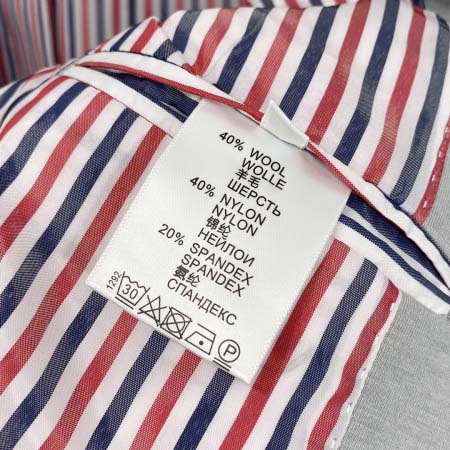 40% WOOL
WOLLE
羊毛
ШЕРСТЬ
40% NYLON
NYLON
锦纶
НЕЙЛОН
20% SPANDEX
SPANDEX
氨纶
СПАНДЕКС
1292
30
P